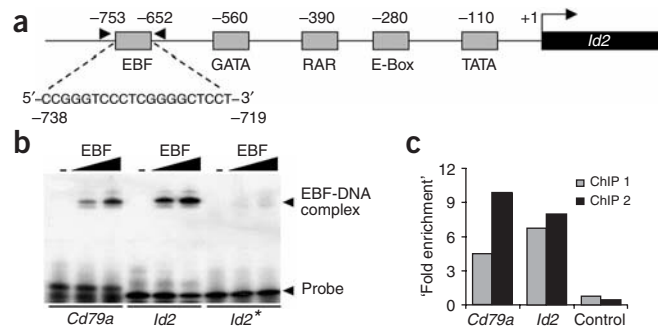 a
–753 –652 –560 –390 –280 –110 +1
EBF GATA RAR E-Box TATA Id2
5′–CCGGGTCCCTCGGGGCTCCT–3′
–738 –719
b
EBF EBF EBF
– – –
EBF-DNA
complex
Probe
Cd79a Id2 Id2*
c
'Fold enrichment'
12
9
6
3
0
ChIP 1
ChIP 2
Cd79a Id2 Control